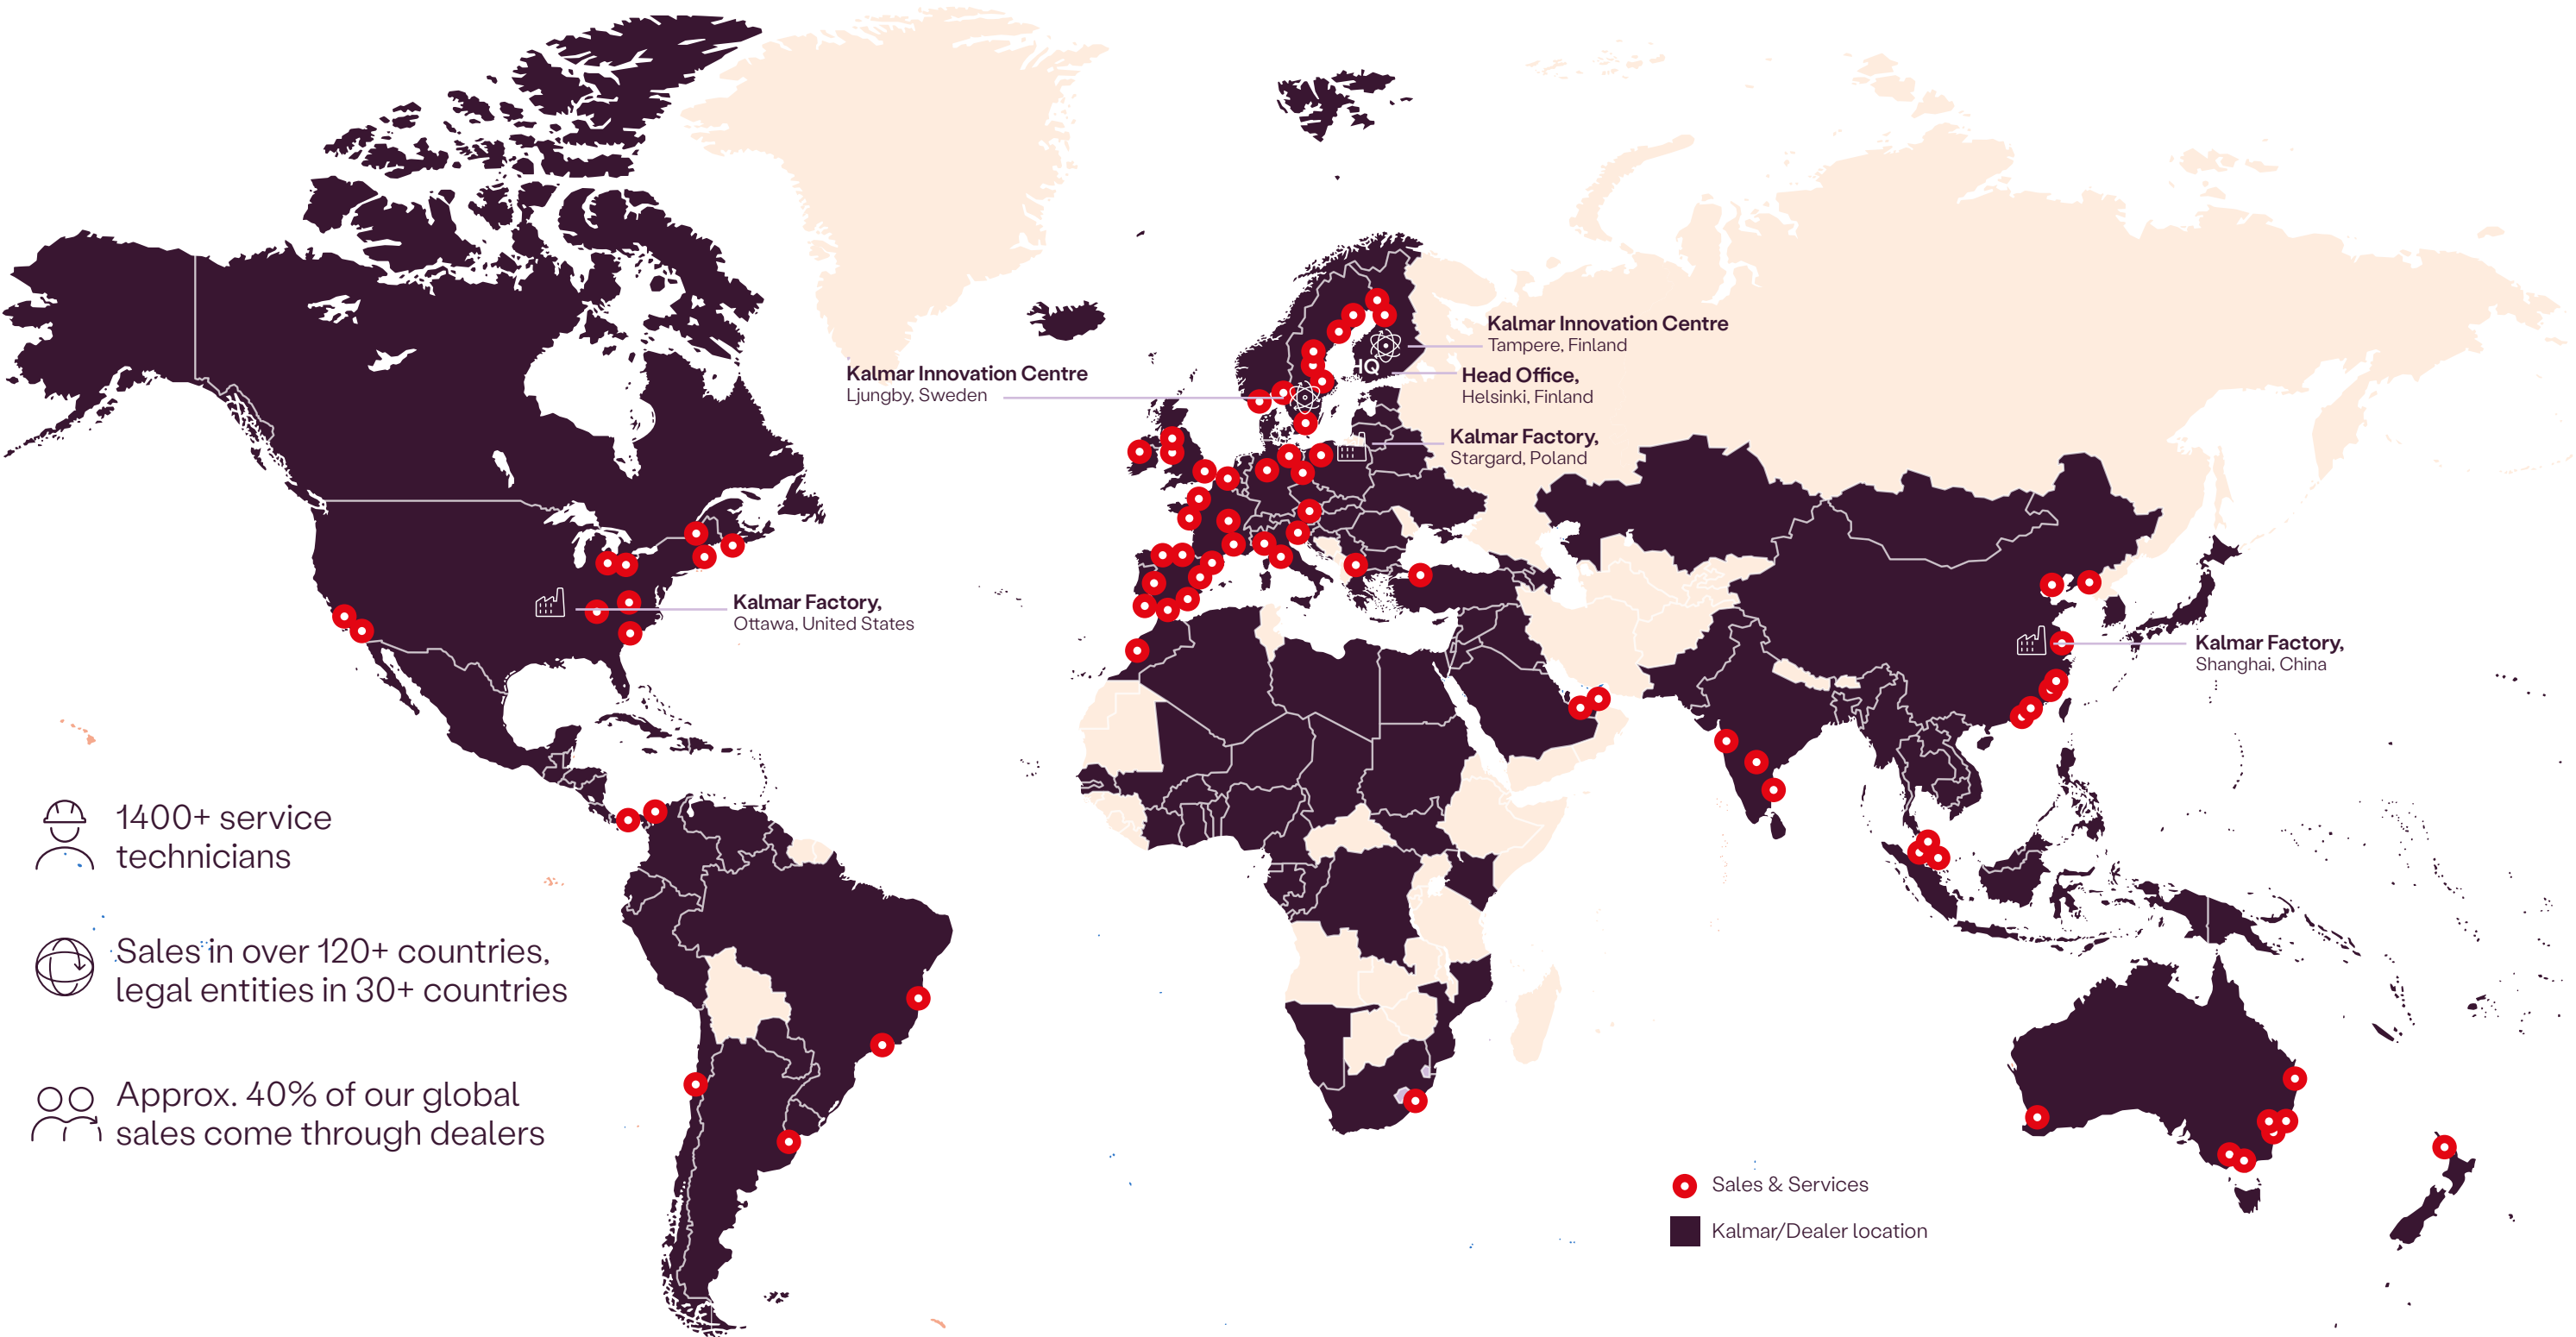 Kalmar Innovation Centre
Tampere, Finland
Kalmar Innovation Centre
Ljungby, Sweden
HQ
Head Office,
Helsinki, Finland
Kalmar Factory,
Stargard, Poland
Kalmar Factory,
Ottawa, United States
Kalmar Factory,
Shanghai, China
1400+ service
technicians
Sales in over 120+ countries,
legal entities in 30+ countries
Approx. 40% of our global
sales come through dealers
Sales & Services
Kalmar/Dealer location